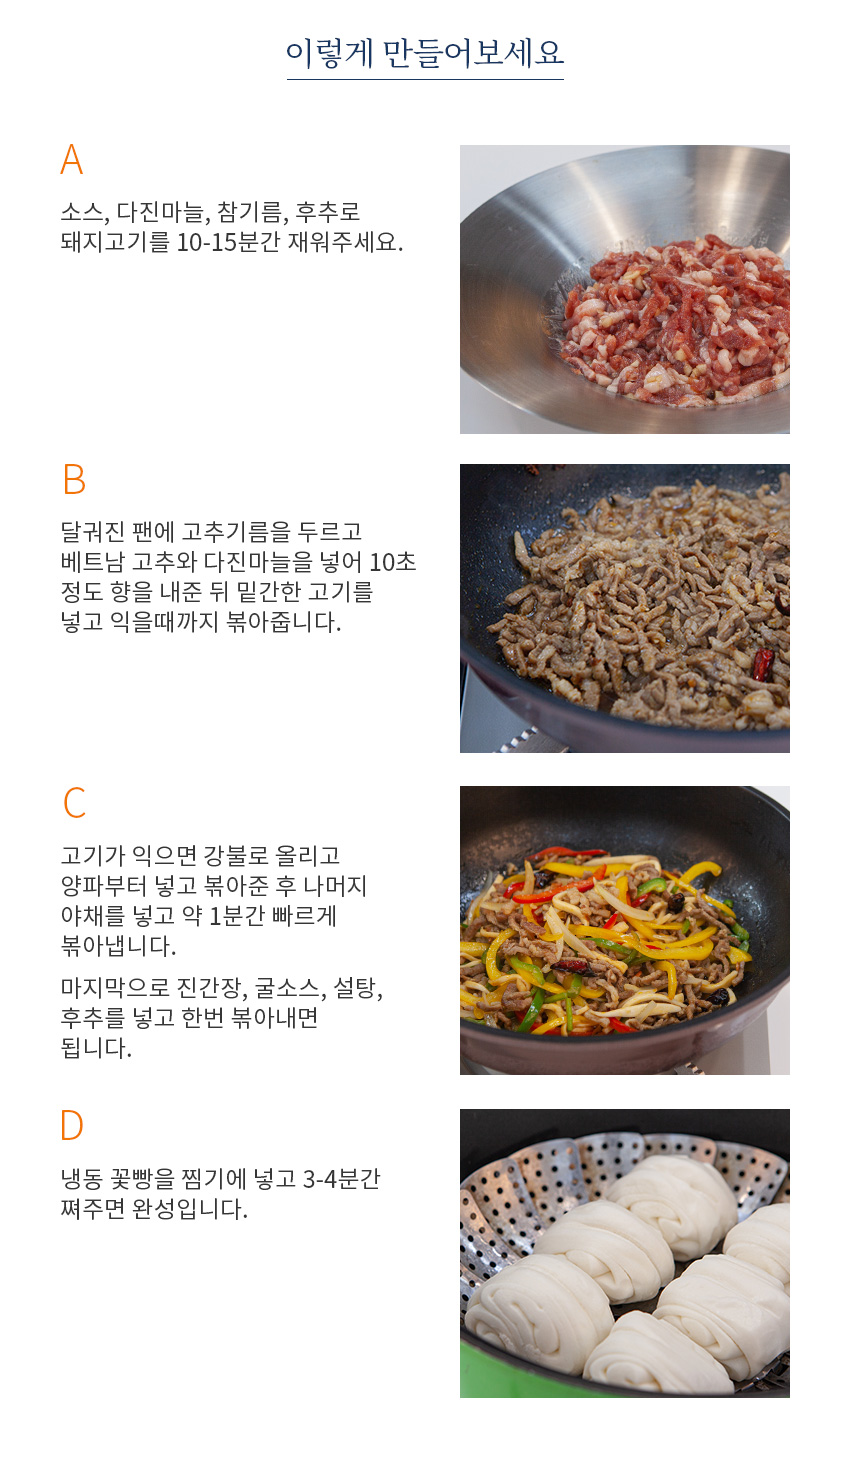 이렇게 만들어보세요
A
소스, 다진마늘, 참기름, 후추로
돼지고기를 10-15분간 재워주세요.
B
달궈진 팬에 고추기름을 두르고
베트남 고추와 다진마늘을 넣어 10초
정도 향을 내준 뒤 밑간한 고기를
넣고 익을때까지 볶아줍니다.
C
고기가 익으면 강불로 올리고
양파부터 넣고 볶아준 후 나머지
야채를 넣고 약 1분간 빠르게
볶아냅니다.
마지막으로 진간장, 굴소스, 설탕,
후추를 넣고 한번 볶아내면
됩니다.
D
냉동 꽃빵을 찜기에 넣고 3-4분간
쪄주면 완성입니다.